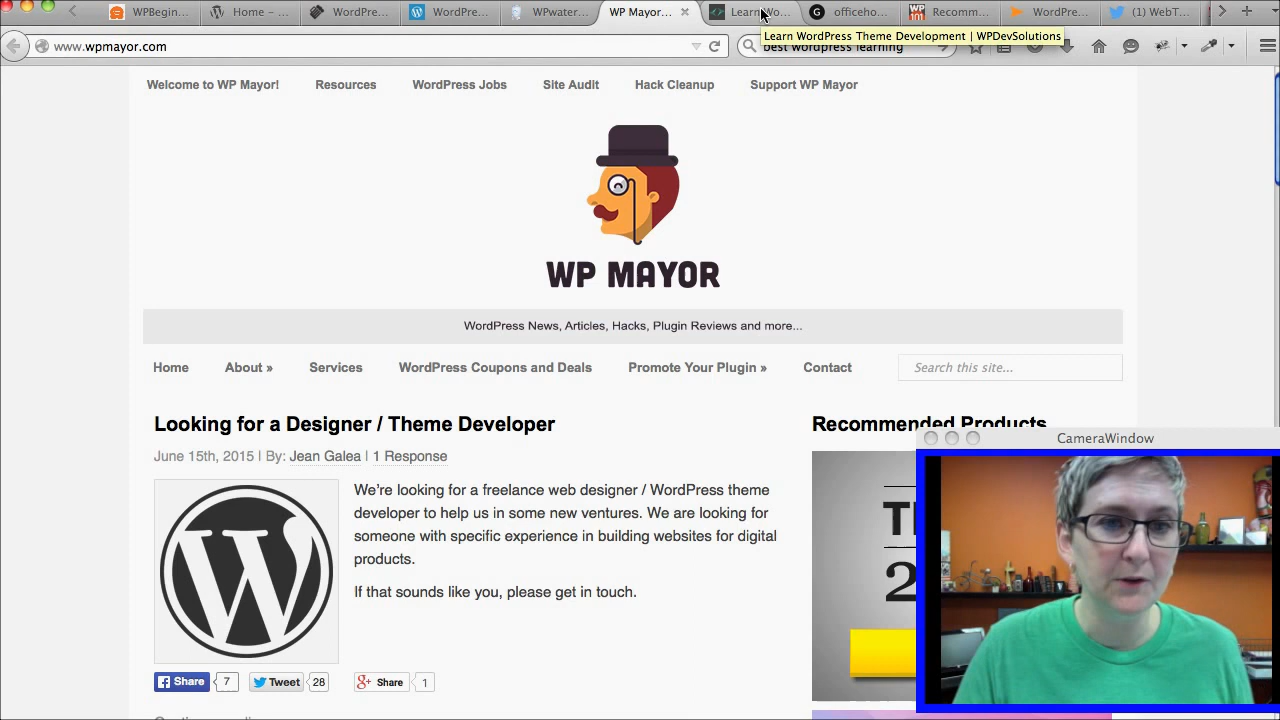 WPBegin...
Home – ...
WordPre...
WordPre...
WPwater...
WP Mayor...
Learn Wo...
officeho...
Recomm...
WordPre...
(1) WebT...
Learn WordPress Theme Development | WPDevSolutions
www.wpmayor.com
best wordpress learning
Welcome to WP Mayor!
Resources
WordPress Jobs
Site Audit
Hack Cleanup
Support WP Mayor
WP MAYOR
WordPress News, Articles, Hacks, Plugin Reviews and more...
Home
About »
Services
WordPress Coupons and Deals
Promote Your Plugin »
Contact
Search this site...
Looking for a Designer / Theme Developer
June 15th, 2015 | By: Jean Galea | 1 Response
We're looking for a freelance web designer / WordPress theme
developer to help us in some new ventures. We are looking for
someone with specific experience in building websites for digital
products.
If that sounds like you, please get in touch.
Share 7
Tweet 28
Share 1
Recommended Products
CameraWindow